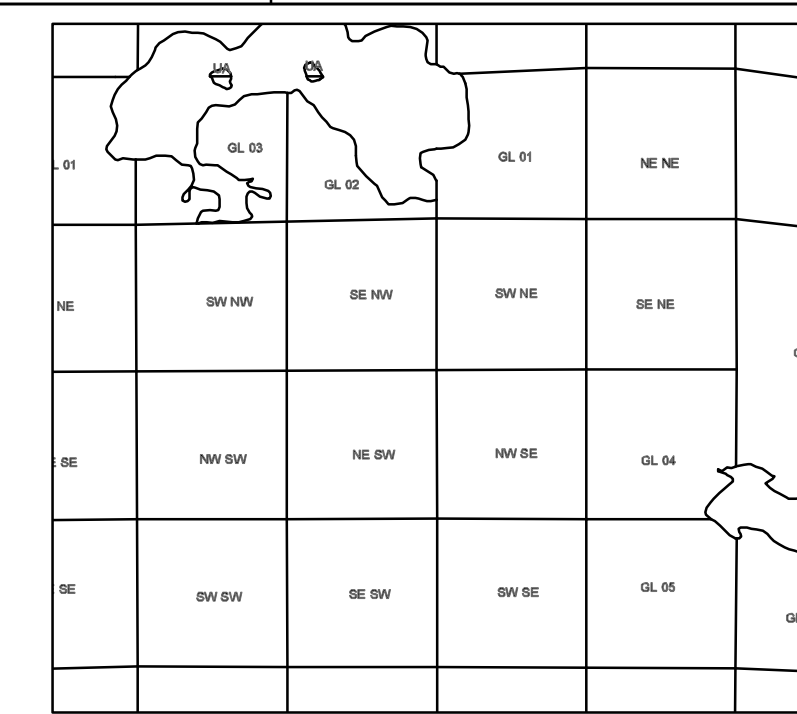 UA
UA
GL 03
GL 01
L 01
NE NE
GL 02
NE
SW NW
SE NW
SW NE
SE NE
SE
NW SW
NE SW
NW SE
GL 04
SE
SW SW
SE SW
SW SE
GL 05